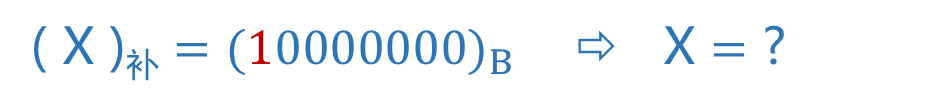 ( X )补 = (10000000)B ⇨ X = ?